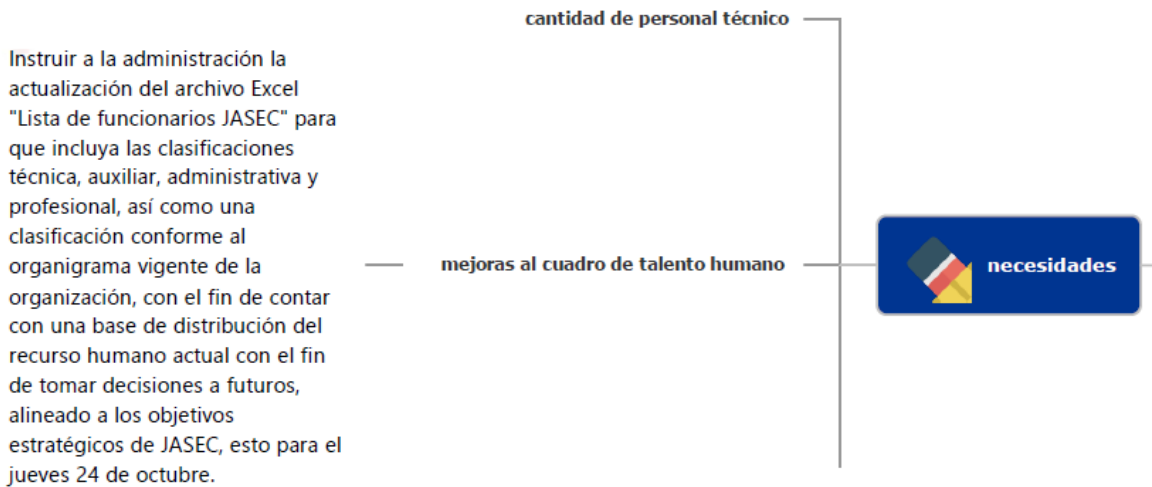 cantidad de personal técnico
Instruir a la administración la
actualización del archivo Excel
"Lista de funcionarios JASEC" para
que incluya las clasificaciones
técnica, auxiliar, administrativa y
profesional, así como una
clasificación conforme al
organigrama vigente de la
organización, con el fin de contar
con una base de distribución del
recurso humano actual con el fin
de tomar decisiones a futuros,
alineado a los objetivos
estratégicos de JASEC, esto para el
jueves 24 de octubre.
mejoras al cuadro de talento humano
necesidades